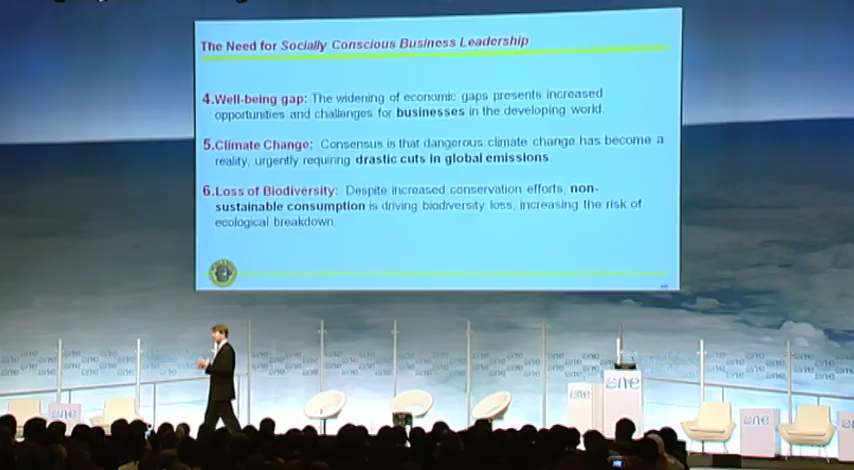 The Need for Socially Conscious Business Leadership
4.Well-being gap: The widening of economic gaps presents increased
opportunities and challenges for businesses in the developing world.
5.Climate Change: Consensus is that dangerous climate change has become a
reality, urgently requiring drastic cuts in global emissions.
6.Loss of Biodiversity: Despite increased conservation efforts, non-
sustainable consumption is driving biodiversity loss, increasing the risk of
ecological breakdown.
one
one
one
one